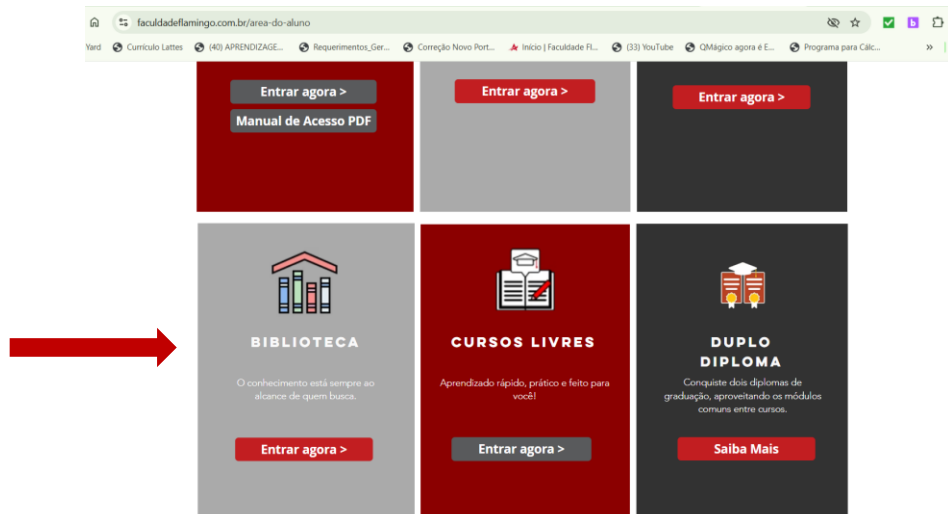 faculdadeflamingo.com.br/area-do-aluno
Yard Currículo Lattes (40) APRENDIZAGE... Requerimentos_Ger... Correção Novo Port... Início | Faculdade Fl... (33) YouTube QMágico agora é E... Programa para Cálc... »
Entrar agora >
Manual de Acesso PDF
Entrar agora >
Entrar agora >
BIBLIOTECA
O conhecimento está sempre ao
alcance de quem busca.
Entrar agora >
CURSOS LIVRES
Aprendizado rápido, prático e feito para
você!
Entrar agora >
DUPLO
DIPLOMA
Conquiste dois diplomas de
graduação, aproveitando os módulos
comuns entre cursos.
Saiba Mais